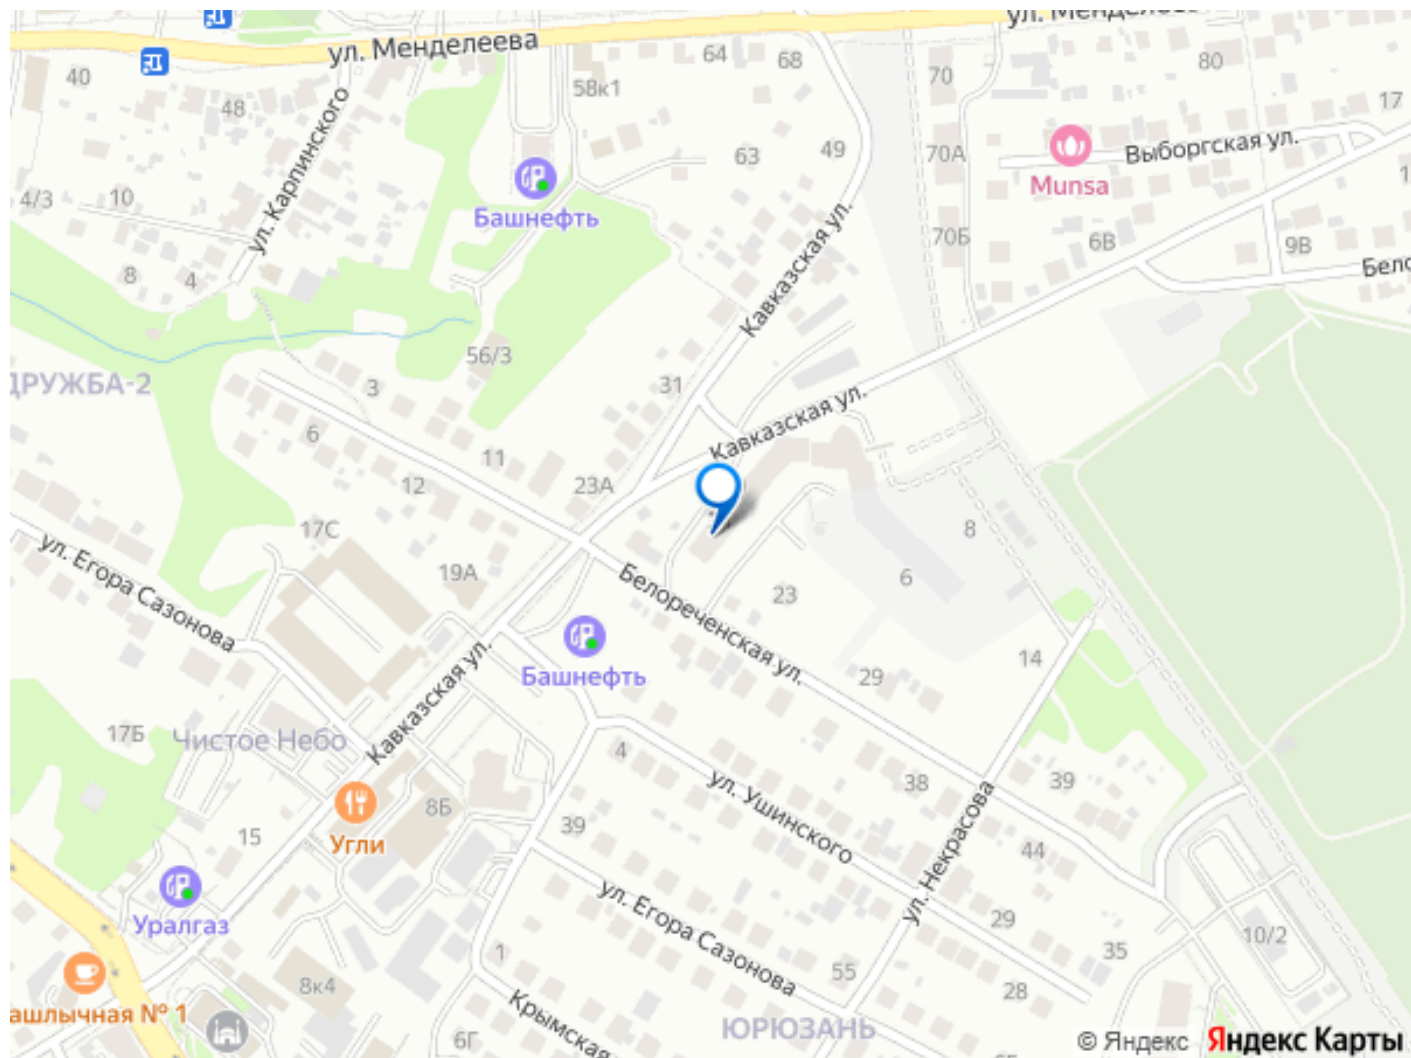 ул. Менделеева
ул. Менделеева
40
48
64
68
58к1
70
80
17
ул. Карпинского
Башнефть
63
49
70А
Munsa
Выборгская ул.
4/3
10
8
4
Кавказская ул.
70Б
6В
9В
Бело
56/3
ДРУЖБА-2
3
31
6
11
12
23А
Кавказская ул.
17С
19А
8
6
ул. Егора Сазонова
Белореченская ул.
23
Башнефть
29
14
17Б
Чистое Небо
Кавказская ул.
4
ул. Ушинского
38
39
Угли
8Б
15
39
44
ул. Некрасова
Уралгаз
ул. Егора Сазонова
29
35
10/2
1
55
28
8к4
ашлычная № 1
Крымская
6Г
ЮРЮЗАНЬ
© Яндекс Яндекс Карты